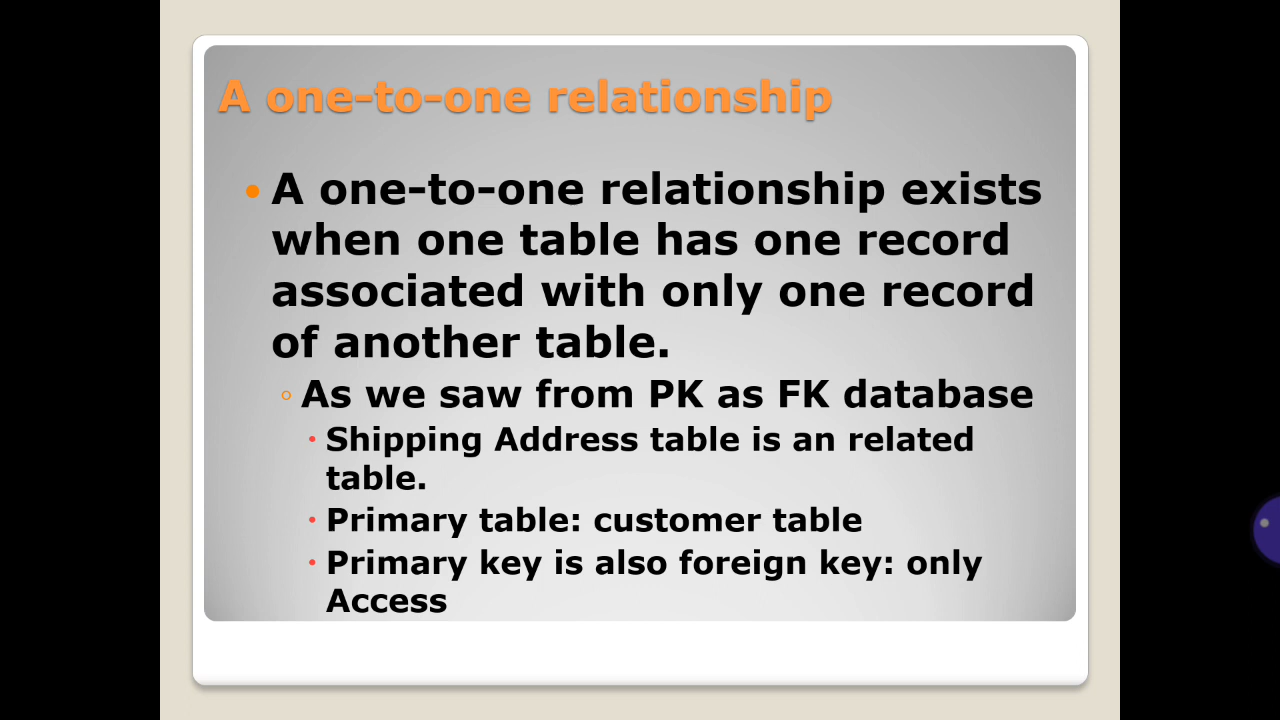 A one-to-one relationship
A one-to-one relationship exists
when one table has one record
associated with only one record
of another table.
As we saw from PK as FK database
Shipping Address table is an related
table.
Primary table: customer table
Primary key is also foreign key: only
Access